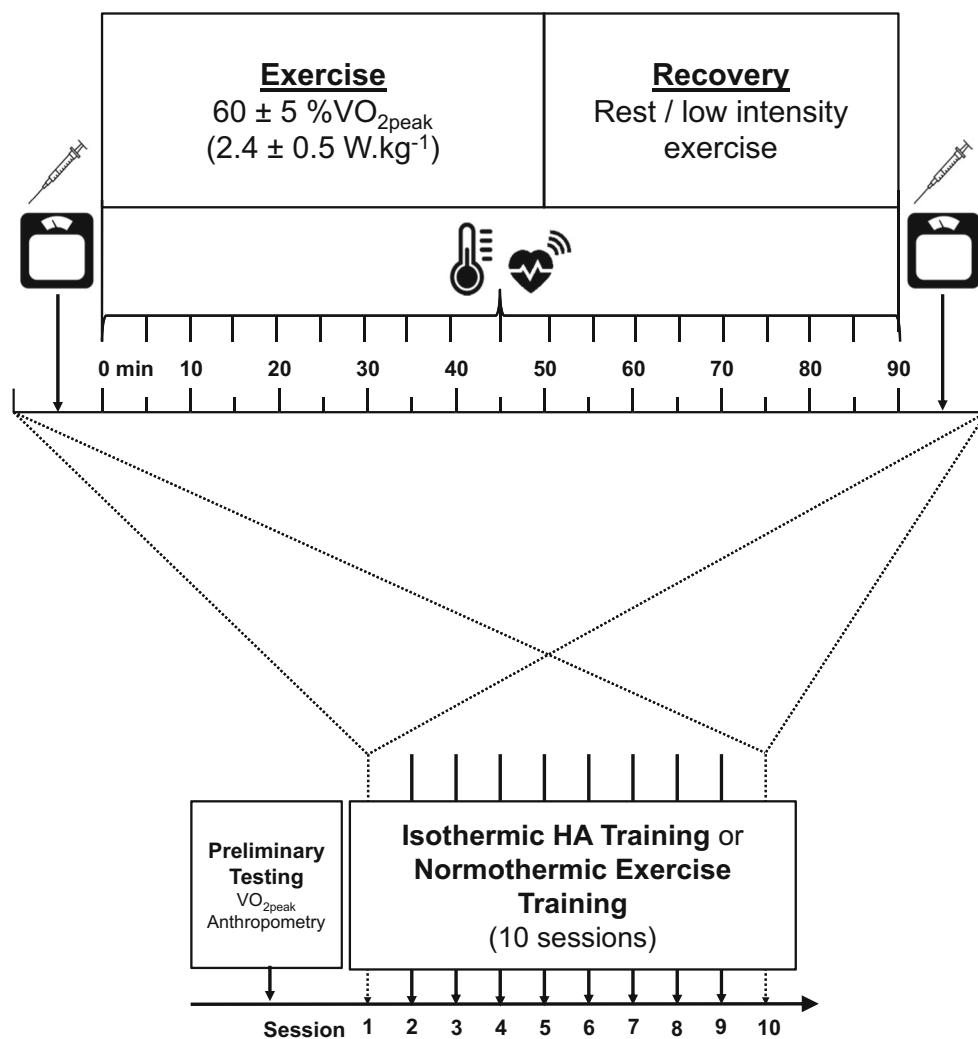 Exercise
60 ± 5 %VO2peak
(2.4 ± 0.5 W.kg-1)
Recovery
Rest / low intensity
exercise
0 min 10 20 30 40 50 60 70 80 90
Preliminary
Testing
VO2peak
Anthropometry
Isothermic HA Training or
Normothermic Exercise
Training
(10 sessions)
Session 1 2 3 4 5 6 7 8 9 10